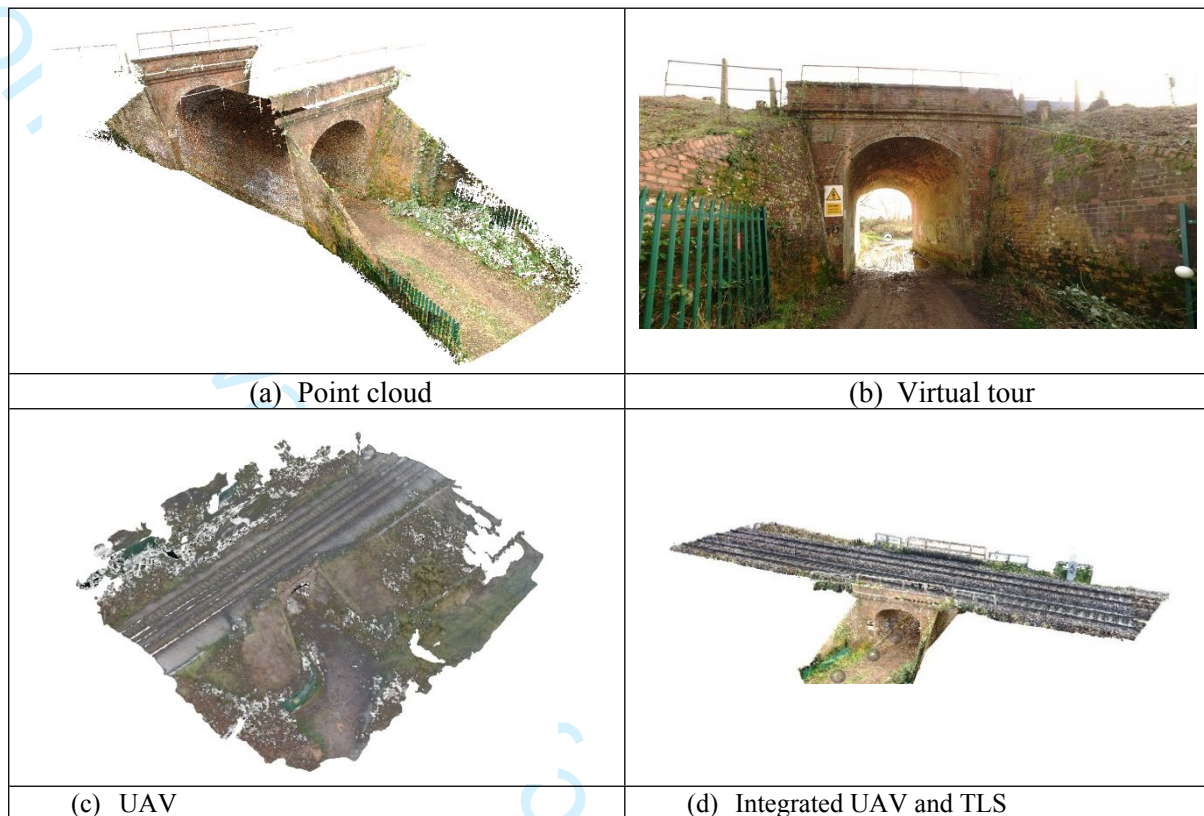 (a) Point cloud
(b) Virtual tour
(c) UAV
(d) Integrated UAV and TLS